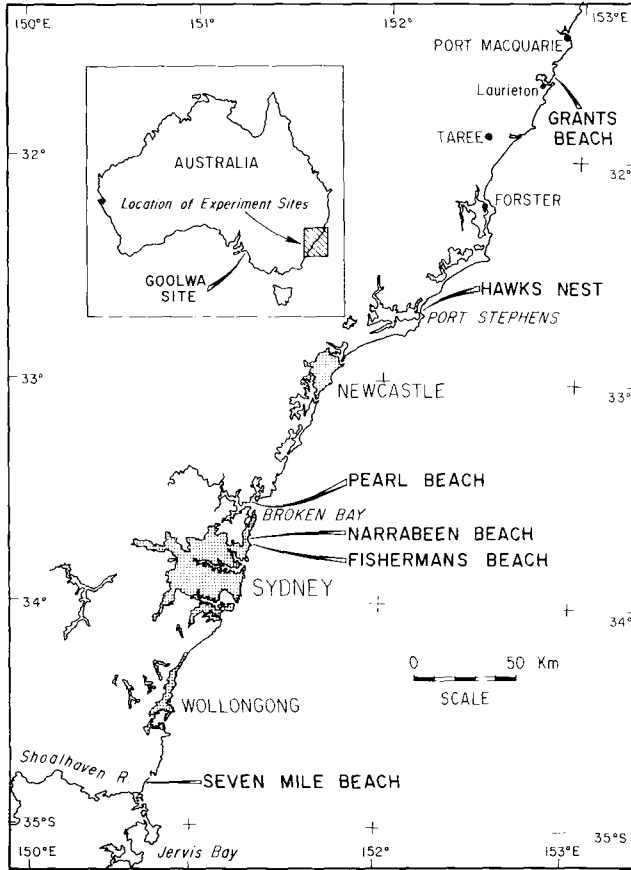 150°E
151°
152°
153°E
PORT MACQUARIE
Laurieton
GRANTS
BEACH
TAREE
32°
32°
AUSTRALIA
Location of Experiment Sites
GOOLWA
SITE
FORSTER
HAWKS NEST
PORT STEPHENS
33°
NEWCASTLE
33°
PEARL BEACH
BROKEN BAY
NARRABEEN BEACH
FISHERMANS BEACH
SYDNEY
34°
34°
0 50 Km
SCALE
WOLLONGONG
Shoalhaven R.
SEVEN MILE BEACH
35°S
35°S
Jervis Bay
150°E
152°
153°E